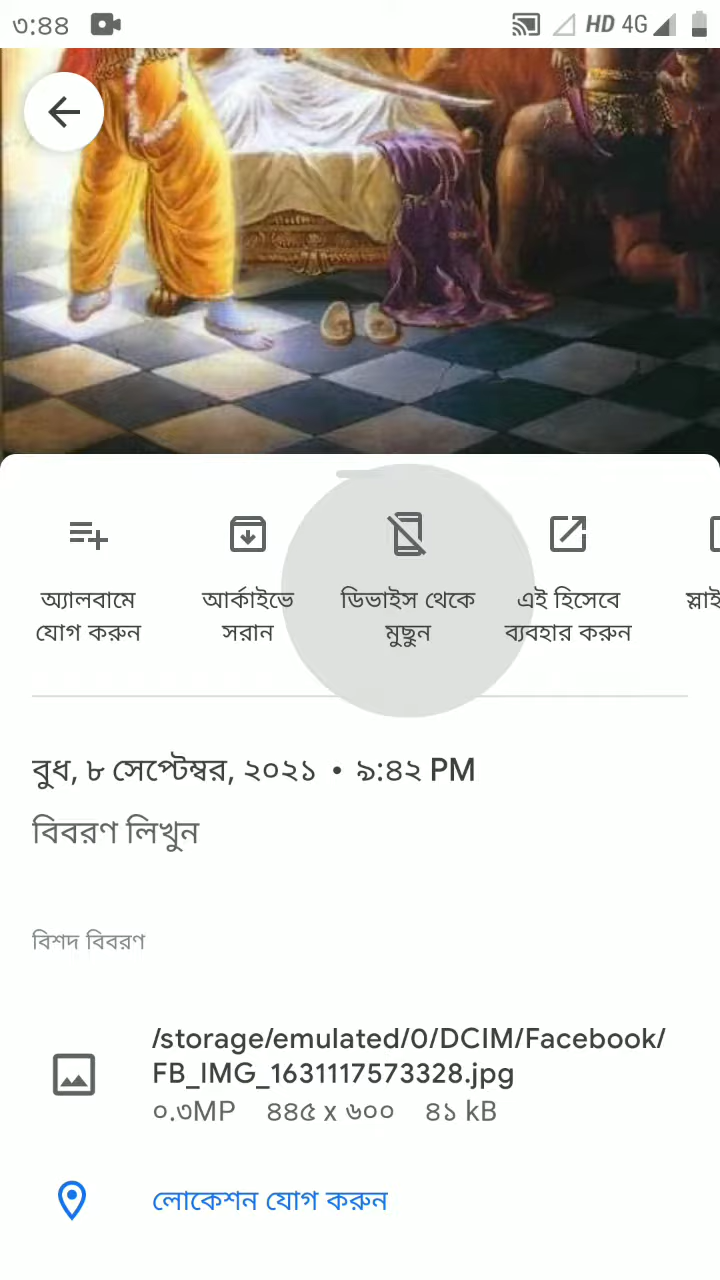 ৩:৪৪ HD 4G
অ্যালবামে যোগ করুন
আর্কাইভে সরান
ডিভাইস থেকে মুছুন
এই হিসেবে ব্যবহার করুন
স্লাই
বুধ, ৮ সেপ্টেম্বর, ২০২১ • ৯:৪২ PM
বিবরণ লিখুন
বিশদ বিবরণ
/storage/emulated/0/DCIM/Facebook/
FB_IMG_1631117573328.jpg
০.৩MP ৪৪৫ x ৬০০ ৪১ kB
লোকেশন যোগ করুন